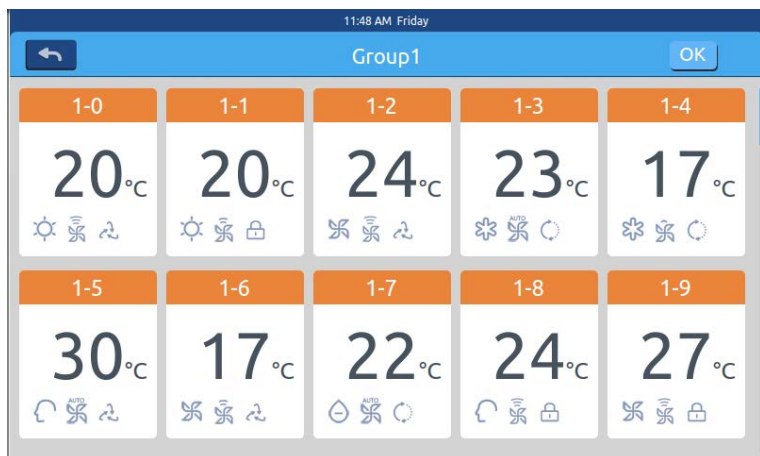 11:48 AM Friday
Group1 OK
1-0 1-1 1-2 1-3 1-4
20°C 20°C 24°C 23°C 17°C
AUTO
1-5 1-6 1-7 1-8 1-9
30°C 17°C 22°C 24°C 27°C
AUTO AUTO